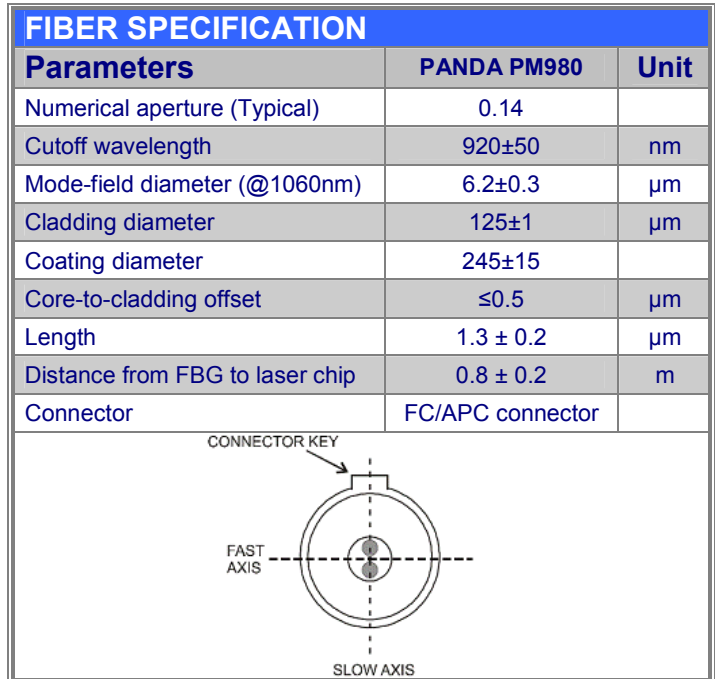 FIBER SPECIFICATION
Parameters PANDA PM980 Unit
Numerical aperture (Typical) 0.14
Cutoff wavelength 920±50 nm
Mode-field diameter (@1060nm) 6.2±0.3 µm
Cladding diameter 125±1 µm
Coating diameter 245±15
Core-to-cladding offset ≤0.5 µm
Length 1.3 ± 0.2 µm
Distance from FBG to laser chip 0.8 ± 0.2 m
Connector FC/APC connector
CONNECTOR KEY
FAST
AXIS
SLOW AXIS